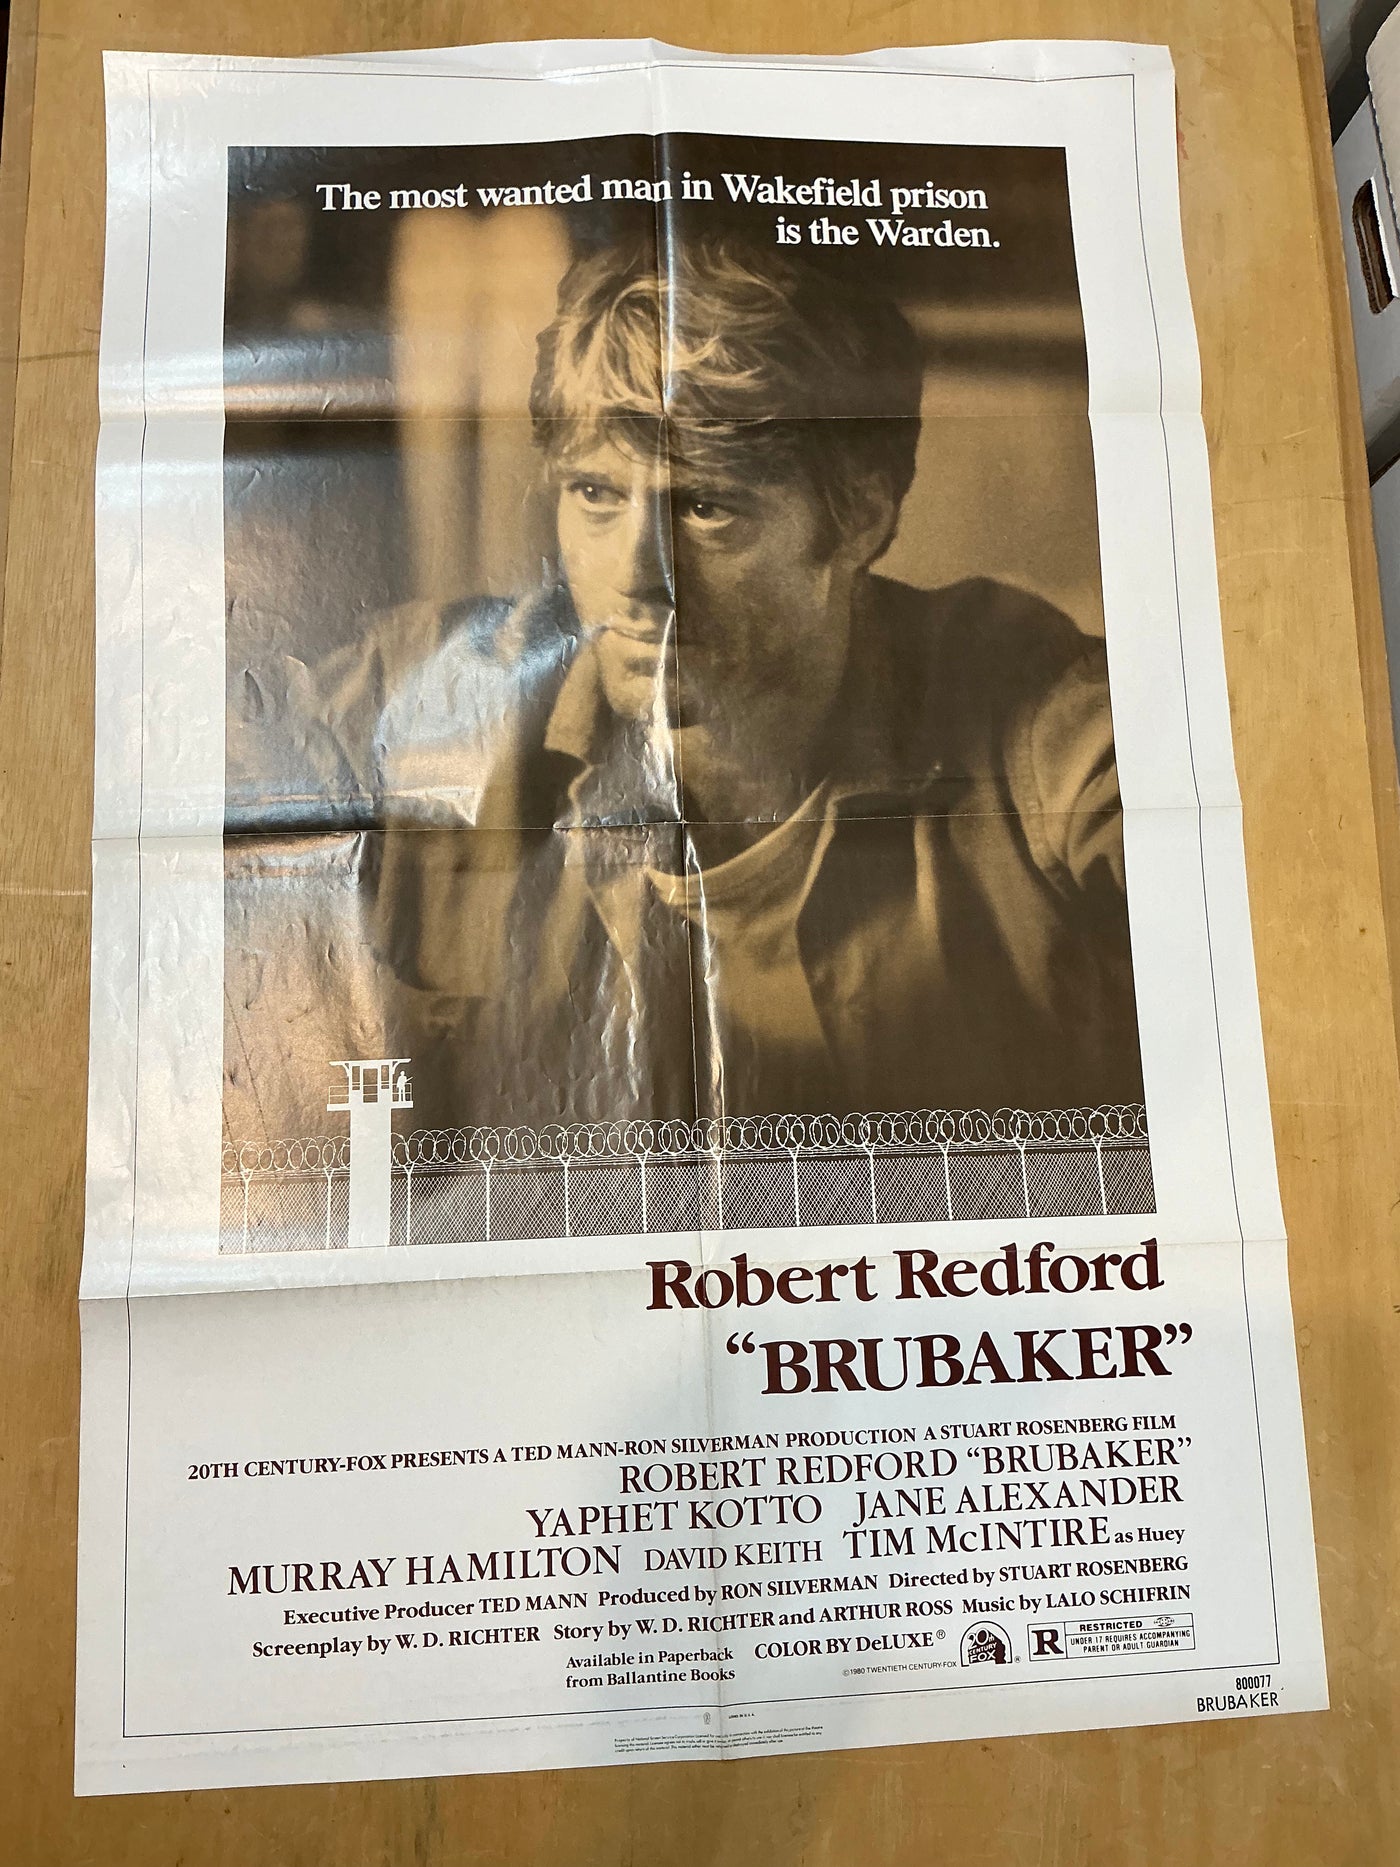 The most wanted man in Wakefield prison
is the Warden.
Robert Redford
“BRUBAKER”
20TH CENTURY-FOX PRESENTS A TED MANN-RON SILVERMAN PRODUCTION A STUART ROSENBERG FILM
ROBERT REDFORD “BRUBAKER”
YAPHET KOTTO JANE ALEXANDER
MURRAY HAMILTON DAVID KEITH TIM McINTIRE as Huey
Executive Producer TED MANN Produced by RON SILVERMAN Directed by STUART ROSENBERG
Screenplay by W. D. RICHTER Story by W. D. RICHTER and ARTHUR ROSS Music by LALO SCHIFRIN
Available in Paperback
from Ballantine Books
COLOR BY DeLUXE®
©1980 TWENTIETH CENTURY-FOX
20th
CENTURY
FOX ®
R
RESTRICTED
UNDER 17 REQUIRES ACCOMPANYING
PARENT OR ADULT GUARDIAN
800077
BRUBAKER